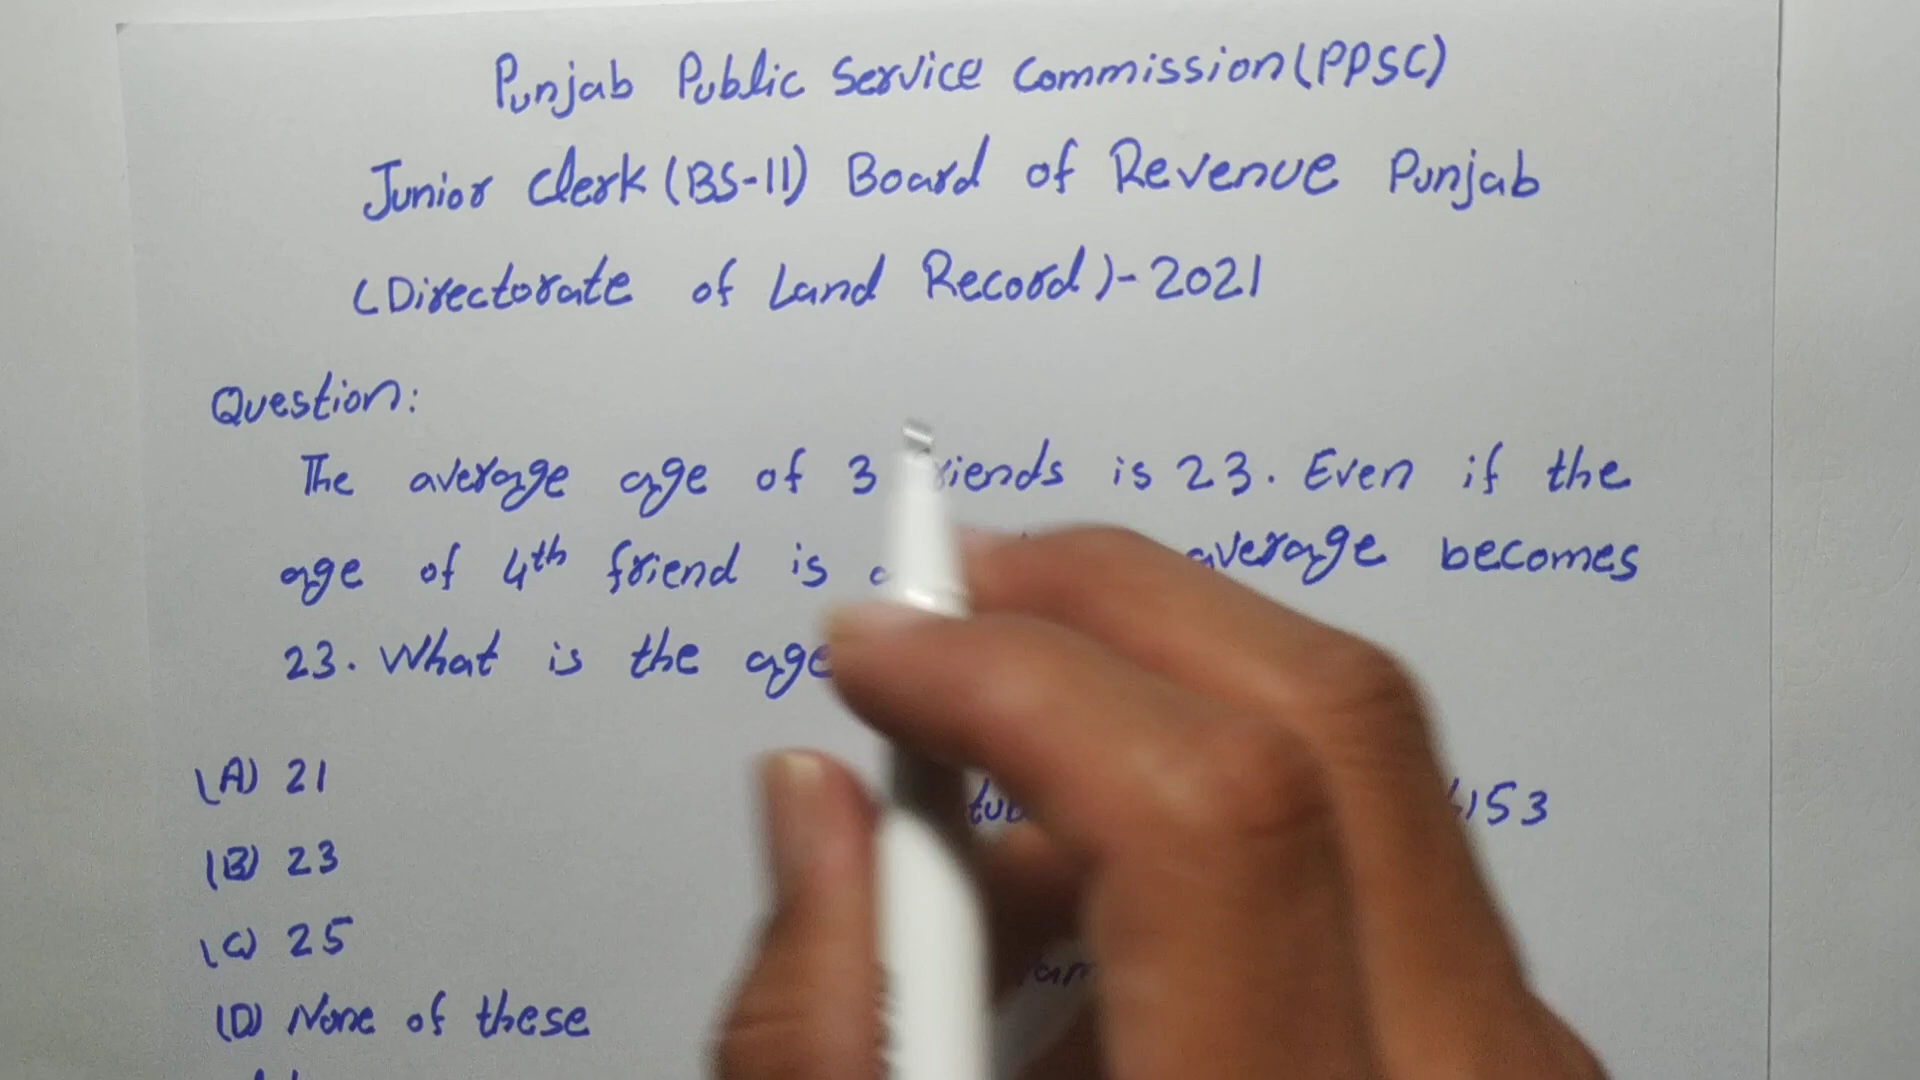 Punjab Public Service Commission (PPSC)
Junior Clerk (BS-11) Board of Revenue Punjab
(Directorate of Land Record)-2021
Question:
The average age of 3 is 23. Even if the
age of 4th friend is average becomes
23. What is the age
(A) 21
153
(B) 23
(C) 25
(D) None of these